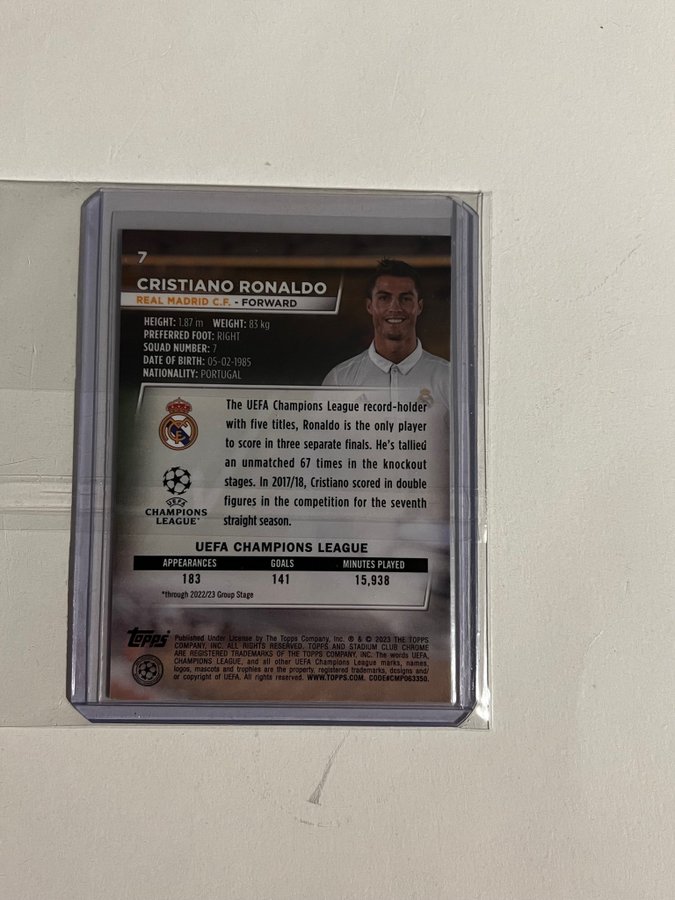 7
CRISTIANO RONALDO
REAL MADRID C.F. - FORWARD
HEIGHT: 1.87 m WEIGHT: 83 kg
PREFERRED FOOT: RIGHT
SQUAD NUMBER: 7
DATE OF BIRTH: 05-02-1985
NATIONALITY: PORTUGAL
The UEFA Champions League record-holder
with five titles, Ronaldo is the only player
to score in three separate finals. He's tallied
an unmatched 67 times in the knockout
stages. In 2017/18, Cristiano scored in double
figures in the competition for the seventh
straight season.
UEFA
CHAMPIONS
LEAGUE
UEFA CHAMPIONS LEAGUE
APPEARANCES GOALS MINUTES PLAYED
183 141 15,938
*through 2022/23 Group Stage
Topps
Published Under License by The Topps Company, Inc. ® & © 2023 THE TOPPS
COMPANY, INC. ALL RIGHTS RESERVED. TOPPS AND STADIUM CLUB CHROME
ARE REGISTERED TRADEMARKS OF THE TOPPS COMPANY, INC. The words UEFA,
CHAMPIONS LEAGUE, and all other UEFA Champions League marks, names,
logos, mascots and trophies are the property, registered trademarks, designs and/
or copyright of UEFA. All rights reserved. WWW.TOPPS.COM. CODE#CMP063350.